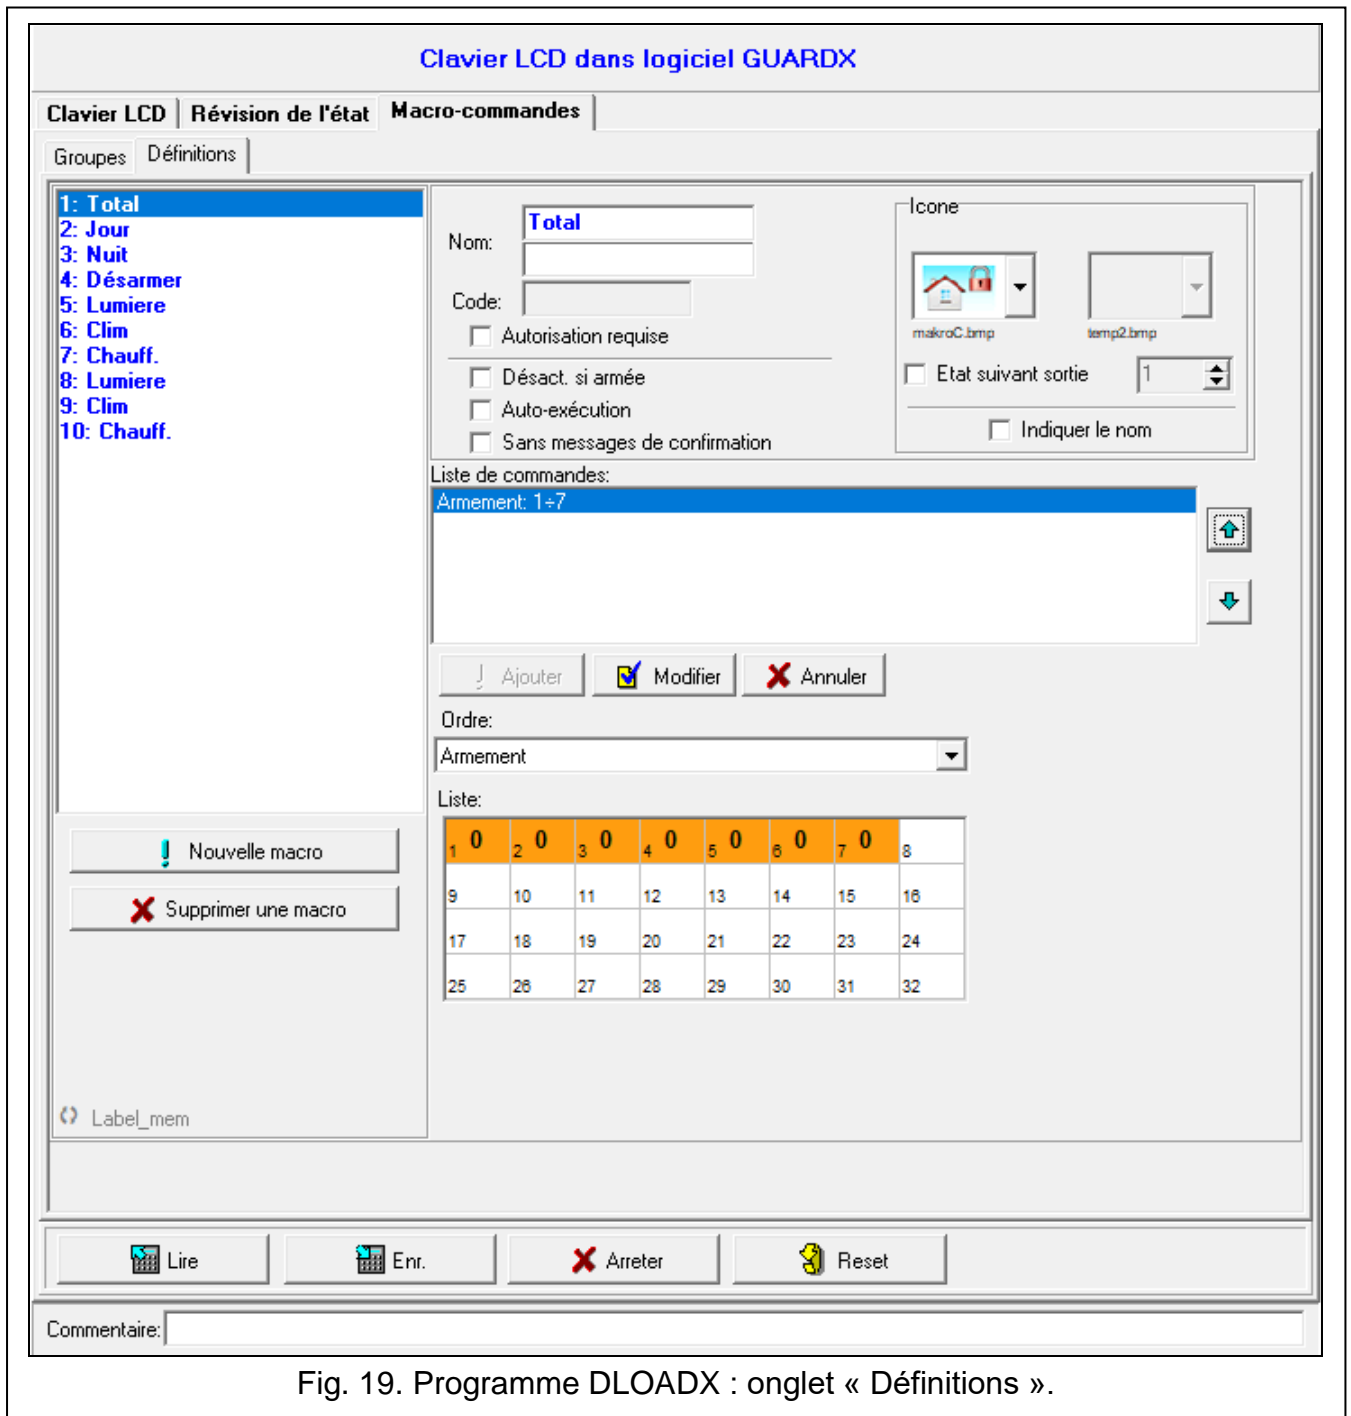 Clavier LCD dans logiciel GUARDX
Clavier LCD Révision de l'état Macro-commandes
Groupes Définitions
1: Total
2: Jour
3: Nuit
4: Désarmer
5: Lumiere
6: Clim
7: Chauff.
8: Lumiere
9: Clim
10: Chauff.
Nouvelle macro
Supprimer une macro
Label_mem
Nom: Total
Code:
Autorisation requise
Désact. si armée
Auto-exécution
Sans messages de confirmation
Icone
makroC.bmp temp2.bmp
Etat suivant sortie 1
Indiquer le nom
Liste de commandes:
Armement: 1÷7
Ajouter Modifier Annuler
Ordre:
Armement
Liste:
1 0 2 0 3 0 4 0 5 0 6 0 7 0 8
9 10 11 12 13 14 15 16
17 18 19 20 21 22 23 24
25 26 27 28 29 30 31 32
Lire Enr. Arreter Reset
Commentaire:
Fig. 19. Programme DLOADX : onglet « Définitions ».